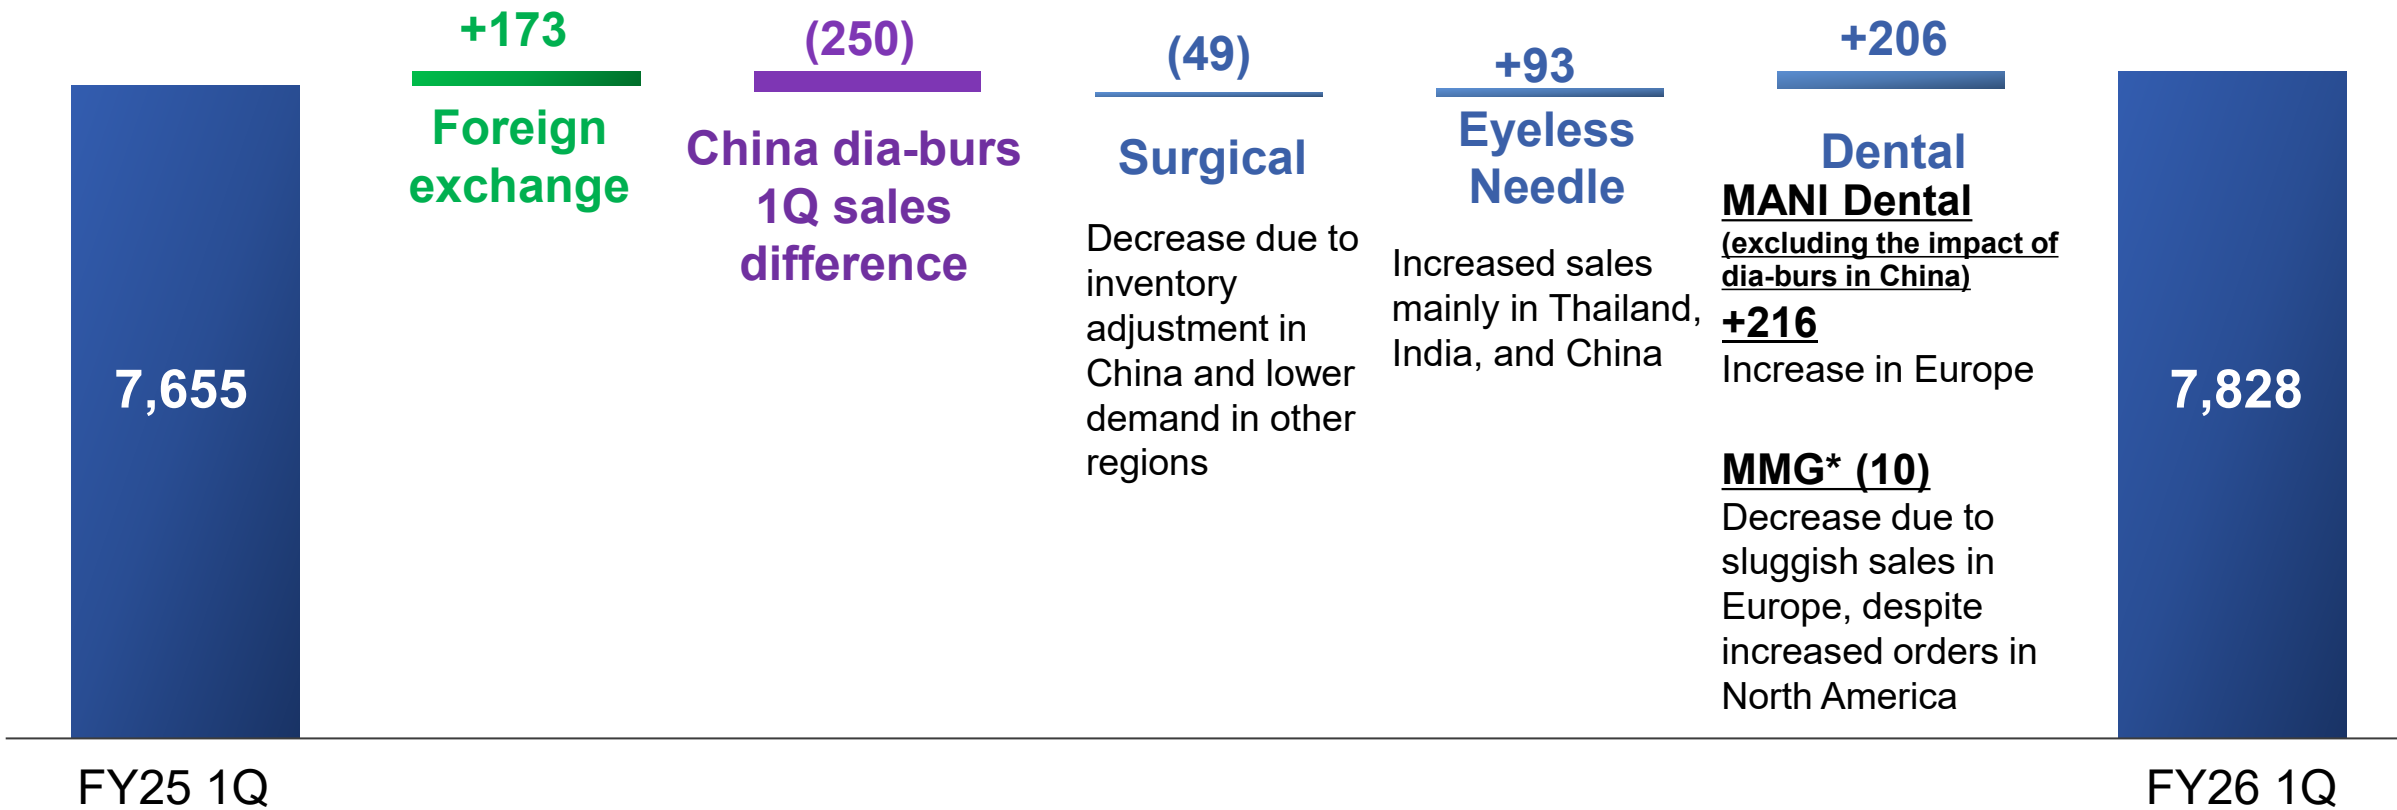 +173
Foreign
exchange
(250)
China dia-burs
1Q sales
difference
(49)
Surgical
Decrease due to
inventory
adjustment in
China and lower
demand in other
regions
+93
Eyeless
Needle
Increased sales
mainly in Thailand,
India, and China
+206
Dental
MANI Dental
(excluding the impact of
dia-burs in China)
+216
Increase in Europe
MMG* (10)
Decrease due to
sluggish sales in
Europe, despite
increased orders in
North America
7,655
7,828
FY25 1Q
FY26 1Q